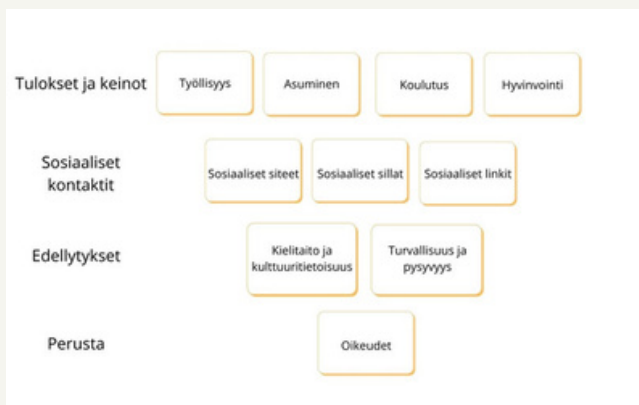 Tulokset ja keinot
Työllisyys
Asuminen
Koulutus
Hyvinvointi
Sosiaaliset
kontaktit
Sosiaaliset siteet
Sosiaaliset sillat
Sosiaaliset linkit
Edellytykset
Kielitaito ja
kulttuuritietoisuus
Turvallisuus ja
pysyvyys
Perusta
Oikeudet